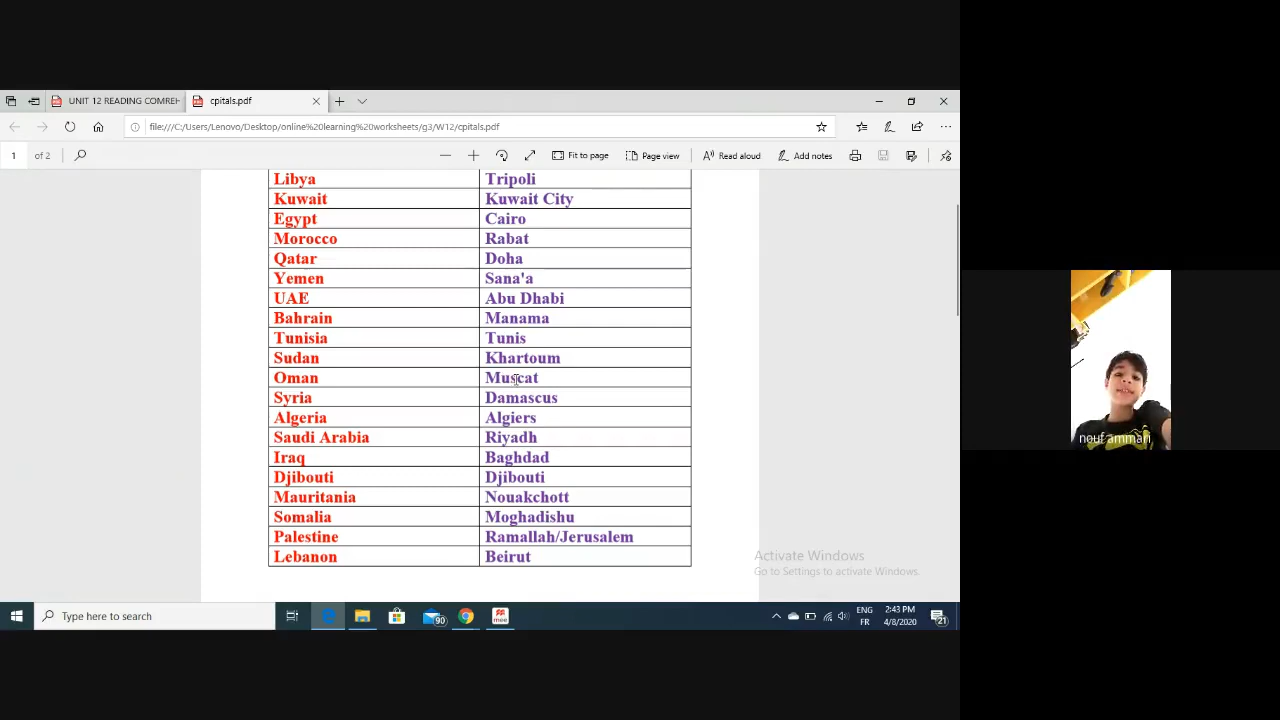 UNIT 12 READING COMREH
cpitals.pdf
file:///C:/Users/Lenovo/Desktop/online%20learning%20worksheets/g3/W12/cpitals.pdf
1 of 2
Fit to page
Page view
Read aloud
Add notes
Libya Tripoli
Kuwait Kuwait City
Egypt Cairo
Morocco Rabat
Qatar Doha
Yemen Sana'a
UAE Abu Dhabi
Bahrain Manama
Tunisia Tunis
Sudan Khartoum
Oman Muscat
Syria Damascus
Algeria Algiers
Saudi Arabia Riyadh
Iraq Baghdad
Djibouti Djibouti
Mauritania Nouakchott
Somalia Moghadishu
Palestine Ramallah/Jerusalem
Lebanon Beirut
nouf ammari
Activate Windows
Go to Settings to activate Windows.
Type here to search
90
ENG
FR
2:43 PM
4/8/2020
21